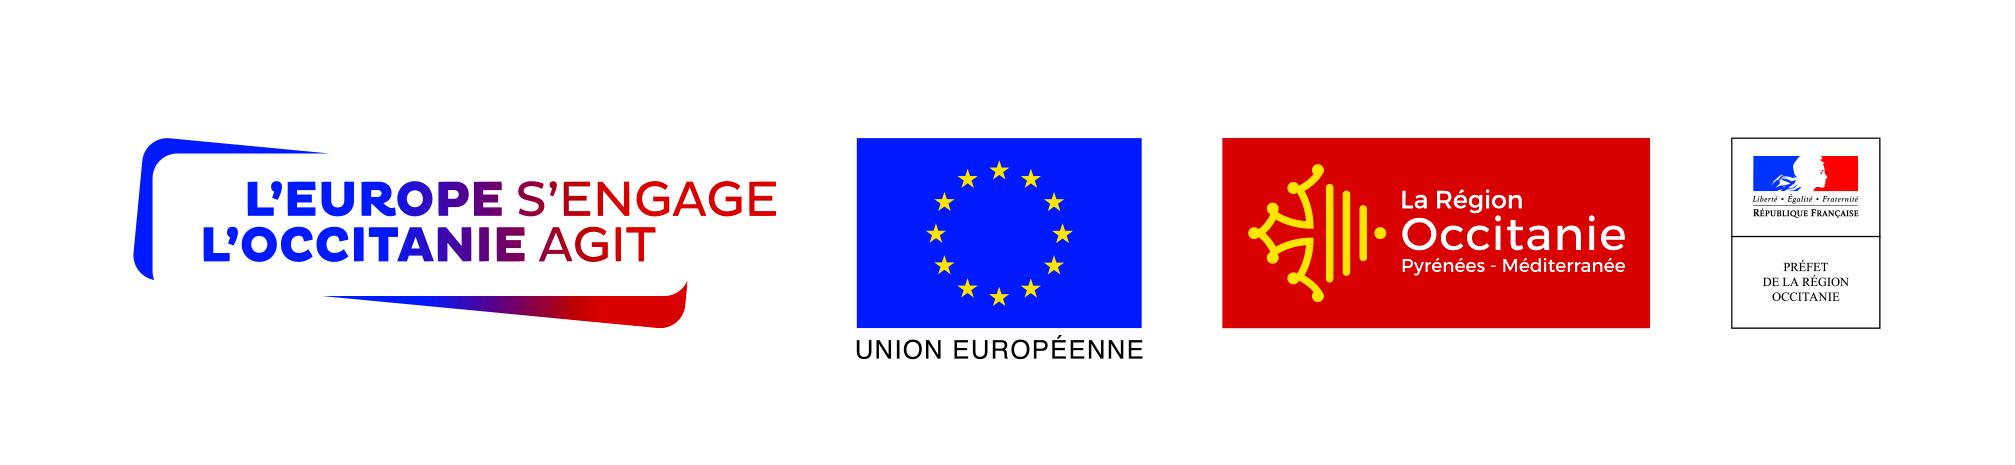 L'EUROPE S'ENGAGE
L'OCCITANIE AGIT
UNION EUROPÉENNE
La Région
Occitanie
Pyrénées - Méditerranée
Liberté • Égalité • Fraternité
RÉPUBLIQUE FRANÇAISE
PRÉFET
DE LA RÉGION
OCCITANIE